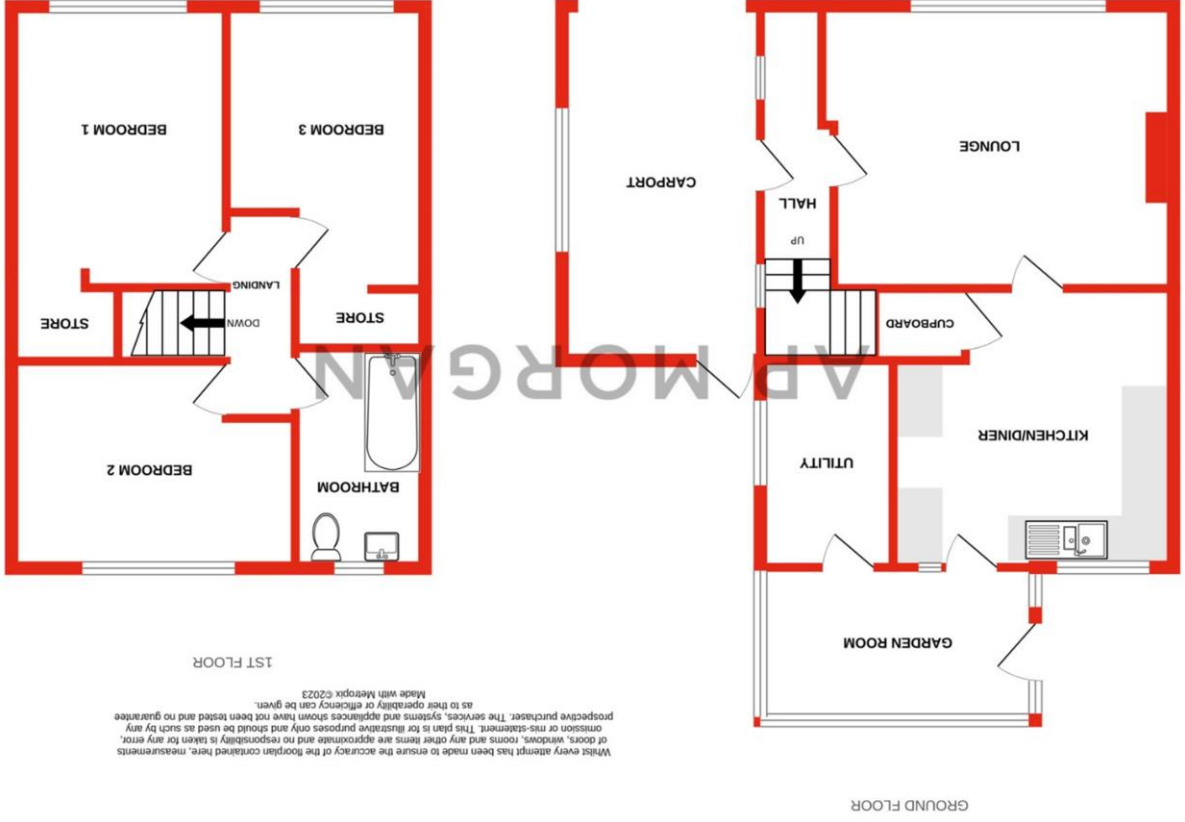 GROUND FLOOR
GARDEN ROOM
KITCHEN/DINER
UTILITY
CUPBOARD
UP
HALL
CARPORT
LOUNGE
Whilst every attempt has been made to ensure the accuracy of the floorplan contained here, measurements
of doors, windows, rooms and any other items are approximate and no responsibility is taken for any error,
omission or mis-statement. This plan is for illustrative purposes only and should be used as such by any
prospective purchaser. The services, systems and appliances shown have not been tested and no guarantee
as to their operability or efficiency can be given.
Made with Metropix ©2023
1ST FLOOR
BATHROOM
BEDROOM 2
AP MORGAN
STORE
DOWN
STORE
LANDING
BEDROOM 3
BEDROOM 1